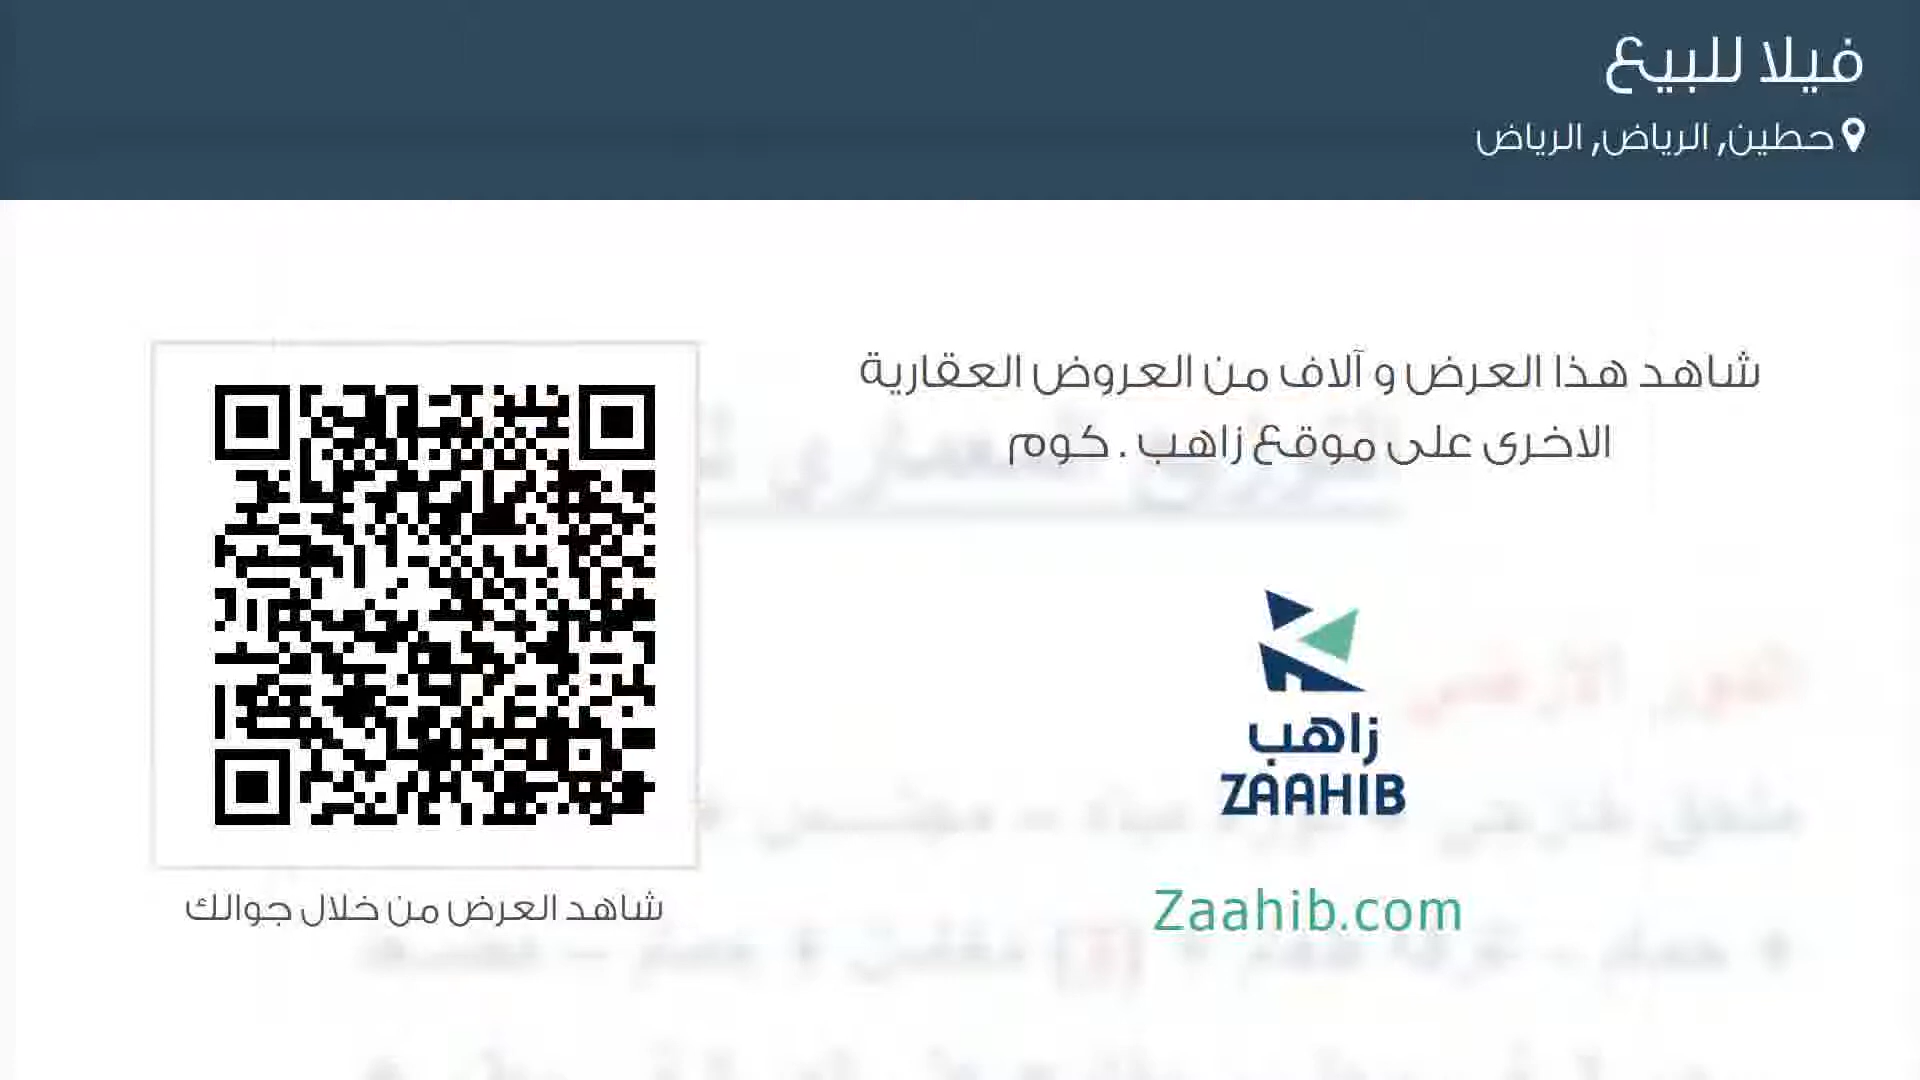 فيلا للبيع
حطين, الرياض, الرياض
شاهد هذا العرض و آلاف من العروض العقارية
الاخرى على موقع زاهب . كوم
زاهب
ZAAHIB
Zaahib.com
شاهد العرض من خلال جوالك